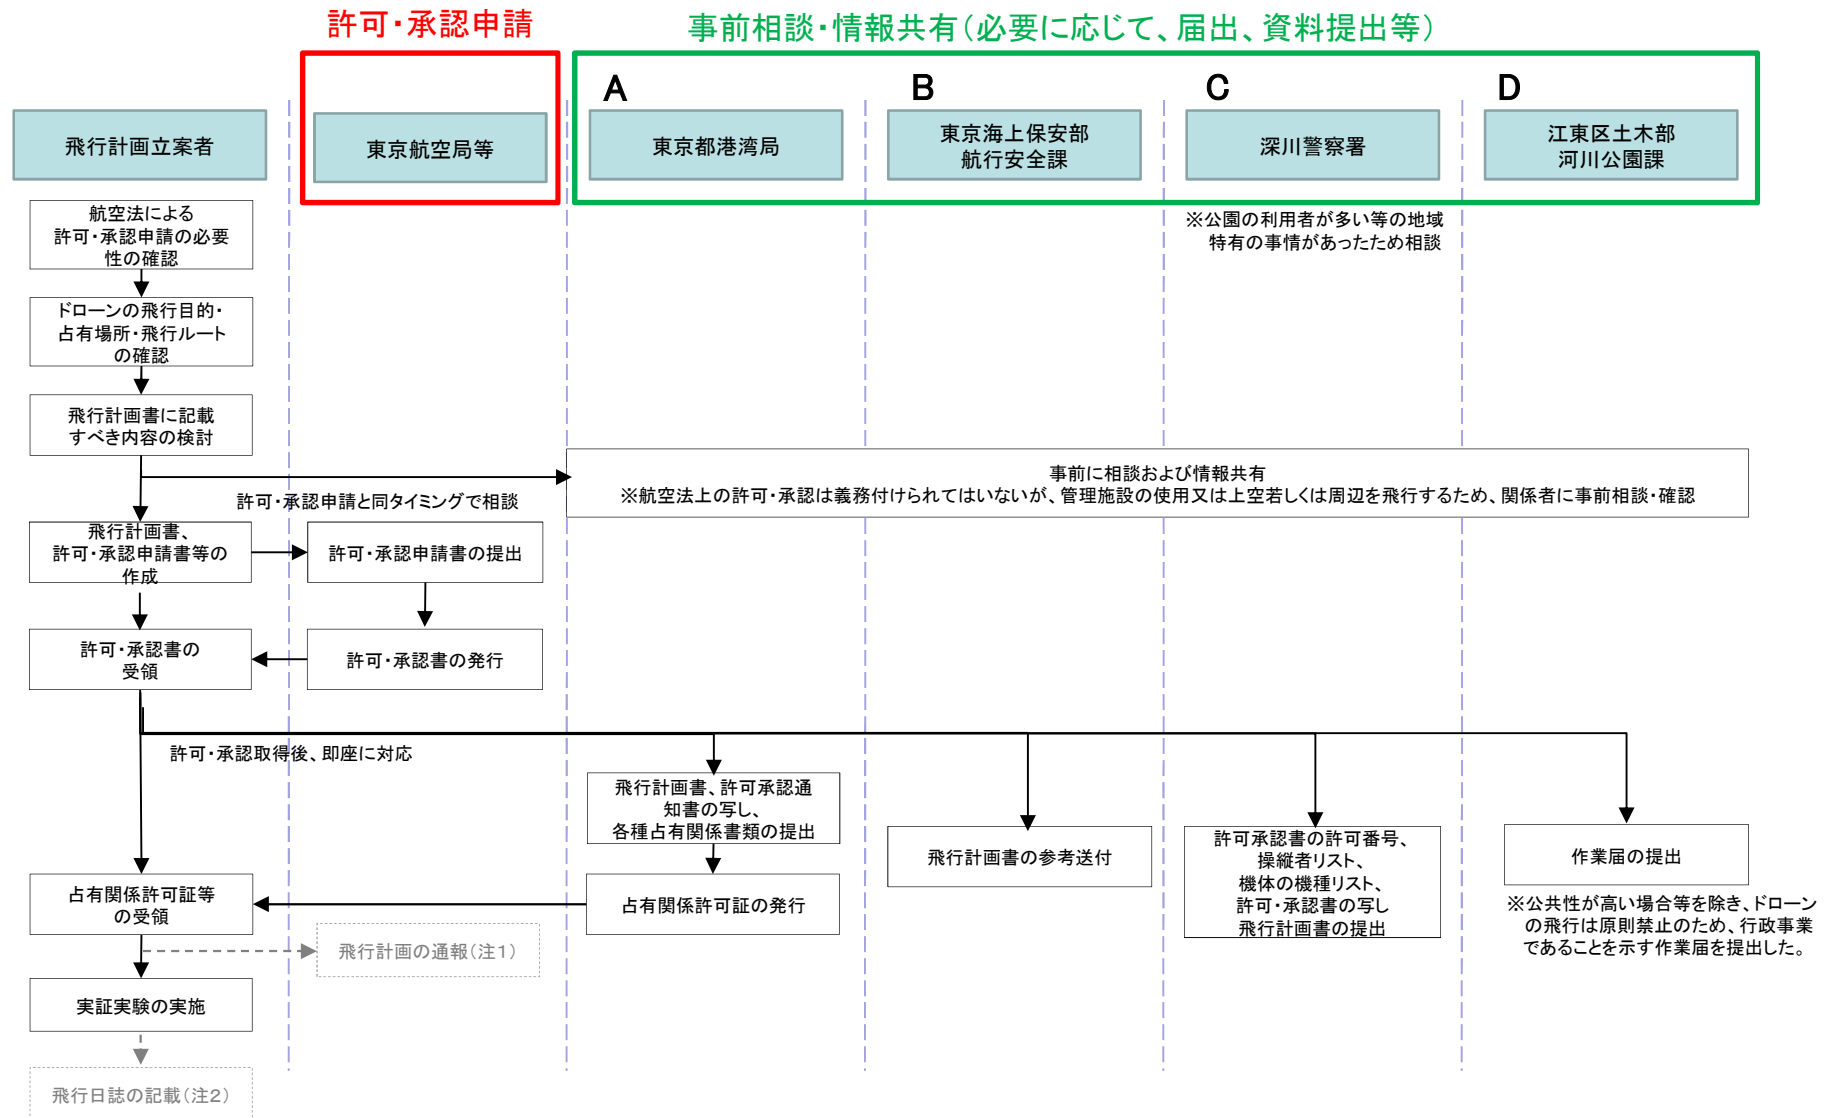 許可・承認申請
事前相談・情報共有（必要に応じて、届出、資料提出等）
A
B
C
D
飛行計画立案者
東京航空局等
東京都港湾局
東京海上保安部
航行安全課
深川警察署
江東区土木部
河川公園課
※公園の利用者が多い等の地域
特有の事情があったため相談
航空法による
許可・承認申請の必要
性の確認
ドローンの飛行目的・
占有場所・飛行ルート
の確認
飛行計画書に記載
すべき内容の検討
事前に相談および情報共有
※航空法上の許可・承認は義務付けられてはいないが、管理施設の使用又は上空若しくは周辺を飛行するため、関係者に事前相談・確認
許可・承認申請と同タイミングで相談
飛行計画書、
許可・承認申請書等の
作成
許可・承認申請書の提出
許可・承認書の
受領
許可・承認書の発行
許可・承認取得後、即座に対応
飛行計画書、許可承認通
知書の写し、
各種占有関係書類の提出
飛行計画書の参考送付
許可承認書の許可番号、
操縦者リスト、
機体の機種リスト、
許可・承認書の写し
飛行計画書の提出
作業届の提出
※公共性が高い場合等を除き、ドローン
の飛行は原則禁止のため、行政事業
であることを示す作業届を提出した。
占有関係許可証等
の受領
占有関係許可証の発行
飛行計画の通報（注１）
実証実験の実施
飛行日誌の記載（注２）